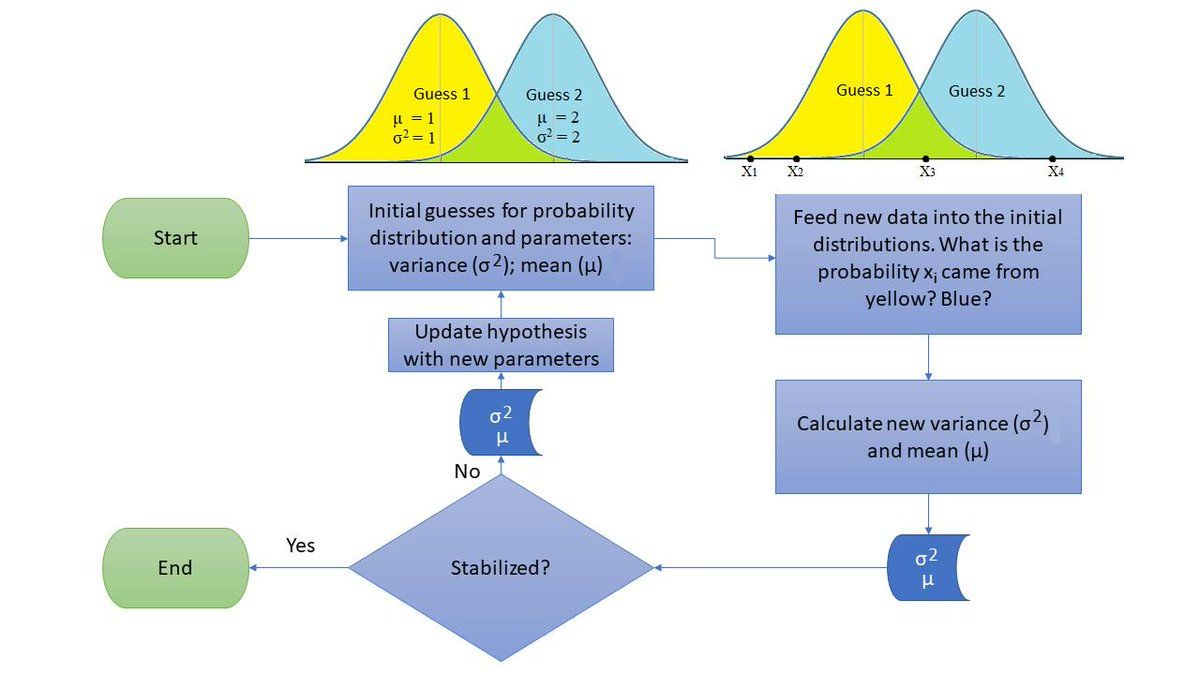 Guess 1
μ = 1
σ² = 1
Guess 2
μ = 2
σ² = 2
Guess 1
Guess 2
X₁
X₂
X₃
X₄
Start
Initial guesses for probability
distribution and parameters:
variance (σ²); mean (μ)
Feed new data into the initial
distributions. What is the
probability xᵢ came from
yellow? Blue?
Update hypothesis
with new parameters
σ²
μ
No
Calculate new variance (σ²)
and mean (μ)
Yes
End
Stabilized?
σ²
μ